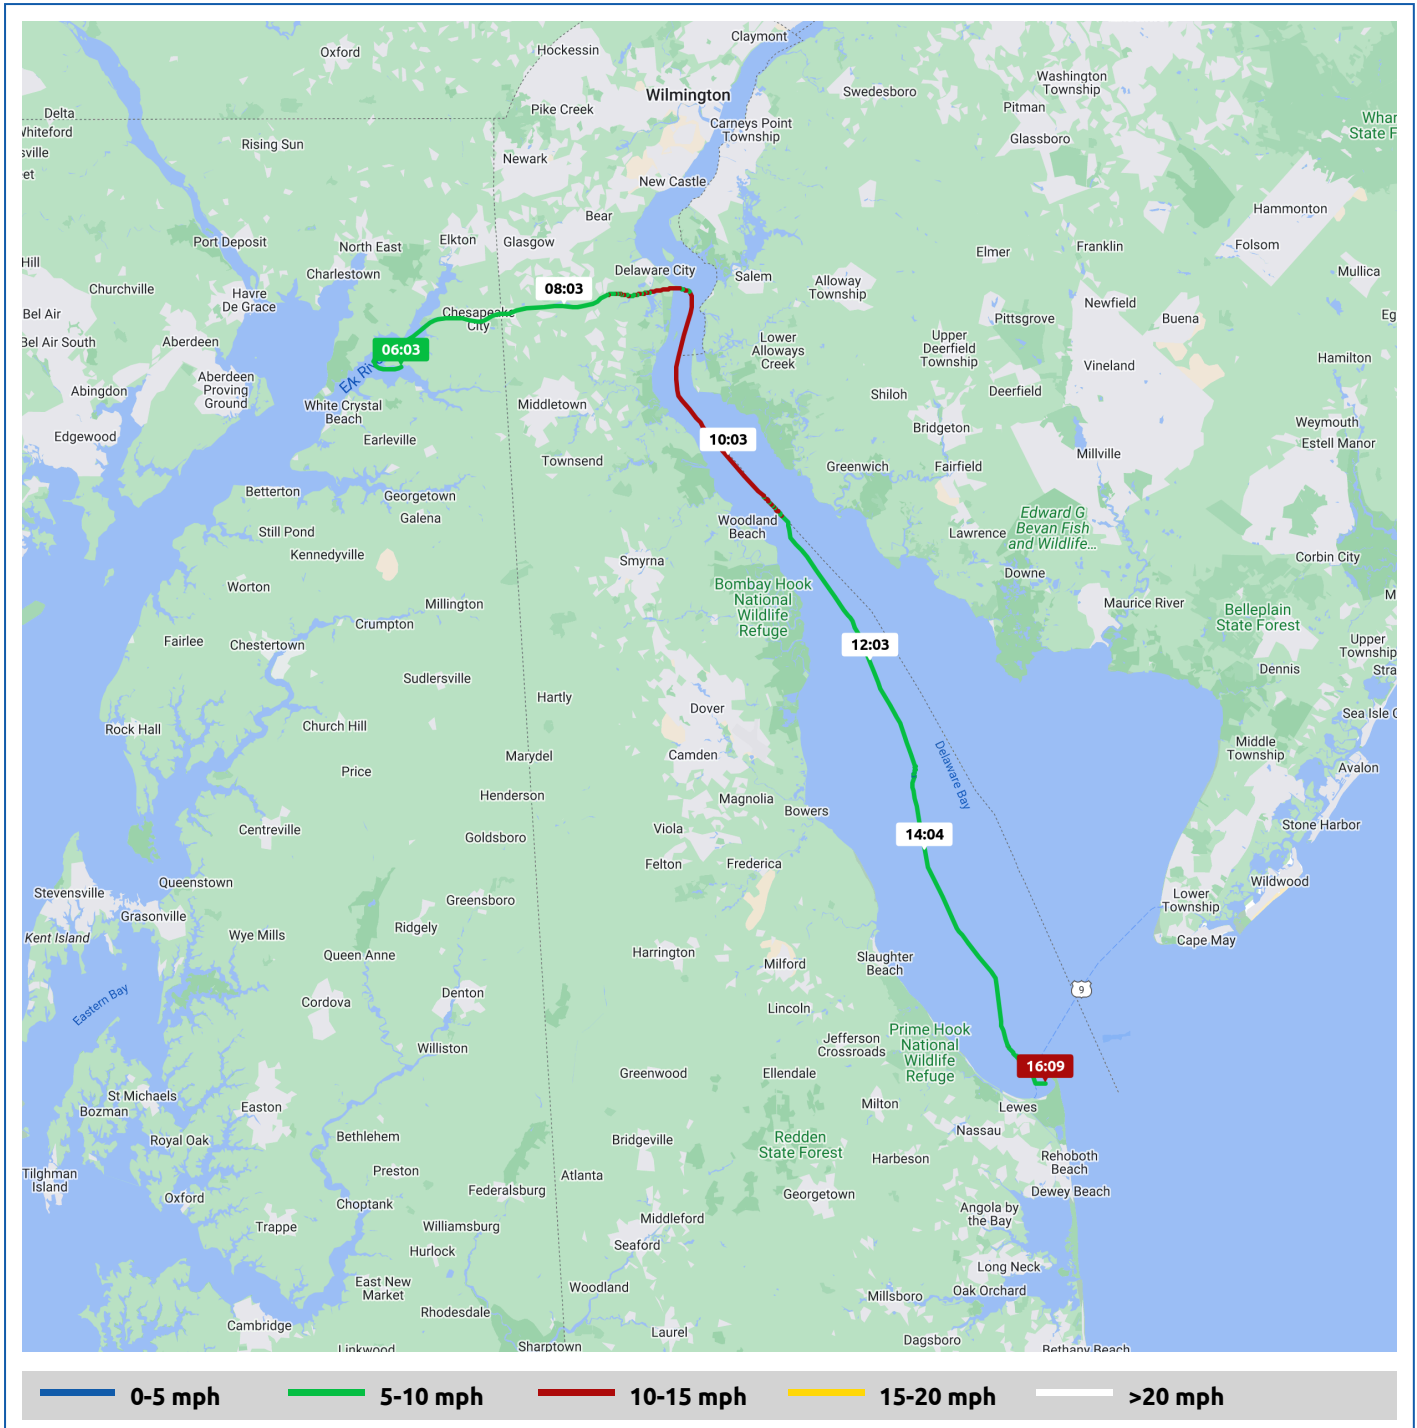 Claymont
Oxford
Hockessin
Washington
Township
Wilmington
Swedesboro
Pitman
Delta
Pike Creek
Carneys Point
Township
Whar
State F
Whiteford
Glassboro
Rising Sun
sville
Newark
et
New Castle
Hammonton
Bear
Port Deposit
North East
Elkton
Glasgow
Elmer
Franklin
Folsom
Hill
Charlestown
Delaware City
Salem
Mullica
Churchville
Havre
De Grace
08:03
Alloway
Township
Newfield
Bel Air
Chesapeake
City
Pittsgrove
Buena
Eg
Bel Air South
Aberdeen
06:03
Lower
Alloways
Creek
Upper
Deerfield
Township
Hamilton
Elk Riv
Vineland
Abingdon
Aberdeen
Proving
Ground
White Crystal
Beach
Middletown
Shiloh
Deerfield
Edgewood
Earleville
10:03
Bridgeton
Weymouth
Estell Manor
Townsend
Greenwich
Fairfield
Millville
Betterton
Georgetown
Galena
Woodland
Beach
Edward G
Bevan Fish
and Wildlife...
Still Pond
Lawrence
Kennedyville
Smyrna
Corbin City
Worton
Bombay Hook
National
Wildlife
Refuge
Downe
Millington
Maurice River
M
Belleplain
State Forest
Crumpton
Fairlee
Chestertown
12:03
Upper
Township
Stra
Dennis
Sudlersville
Hartly
Dover
Rock Hall
Church Hill
Sea Isle C
Marydel
Camden
Middle
Township
Price
Delaware Bay
Avalon
Henderson
Magnolia
Bowers
Centreville
Goldsboro
Viola
14:04
Stone Harbor
Felton
Frederica
Queenstown
Stevensville
Greensboro
Lower
Township
Wildwood
Grasonville
Kent Island
Wye Mills
Ridgely
Queen Anne
Harrington
Milford
Slaughter
Beach
Cape May
Eastern Bay
Cordova
Denton
9
Lincoln
Williston
Jefferson
Crossroads
Prime Hook
National
Wildlife
Refuge
Greenwood
Ellendale
16:09
St Michaels
Bozman
Easton
Milton
Lewes
Royal Oak
Bethlehem
Bridgeville
Redden
State Forest
Nassau
Tilghman
Island
Preston
Atlanta
Harbeson
Rehoboth
Beach
Oxford
Choptank
Federalsburg
Georgetown
Dewey Beach
Trappe
Williamsburg
Middleford
Angola by
the Bay
Hurlock
Seaford
East New
Market
Woodland
Long Neck
Rhodesdale
Millsboro
Oak Orchard
Cambridge
Laurel
Linkwood
Sharptown
Dagsboro
Bethany Beach
0-5 mph
5-10 mph
10-15 mph
15-20 mph
>20 mph